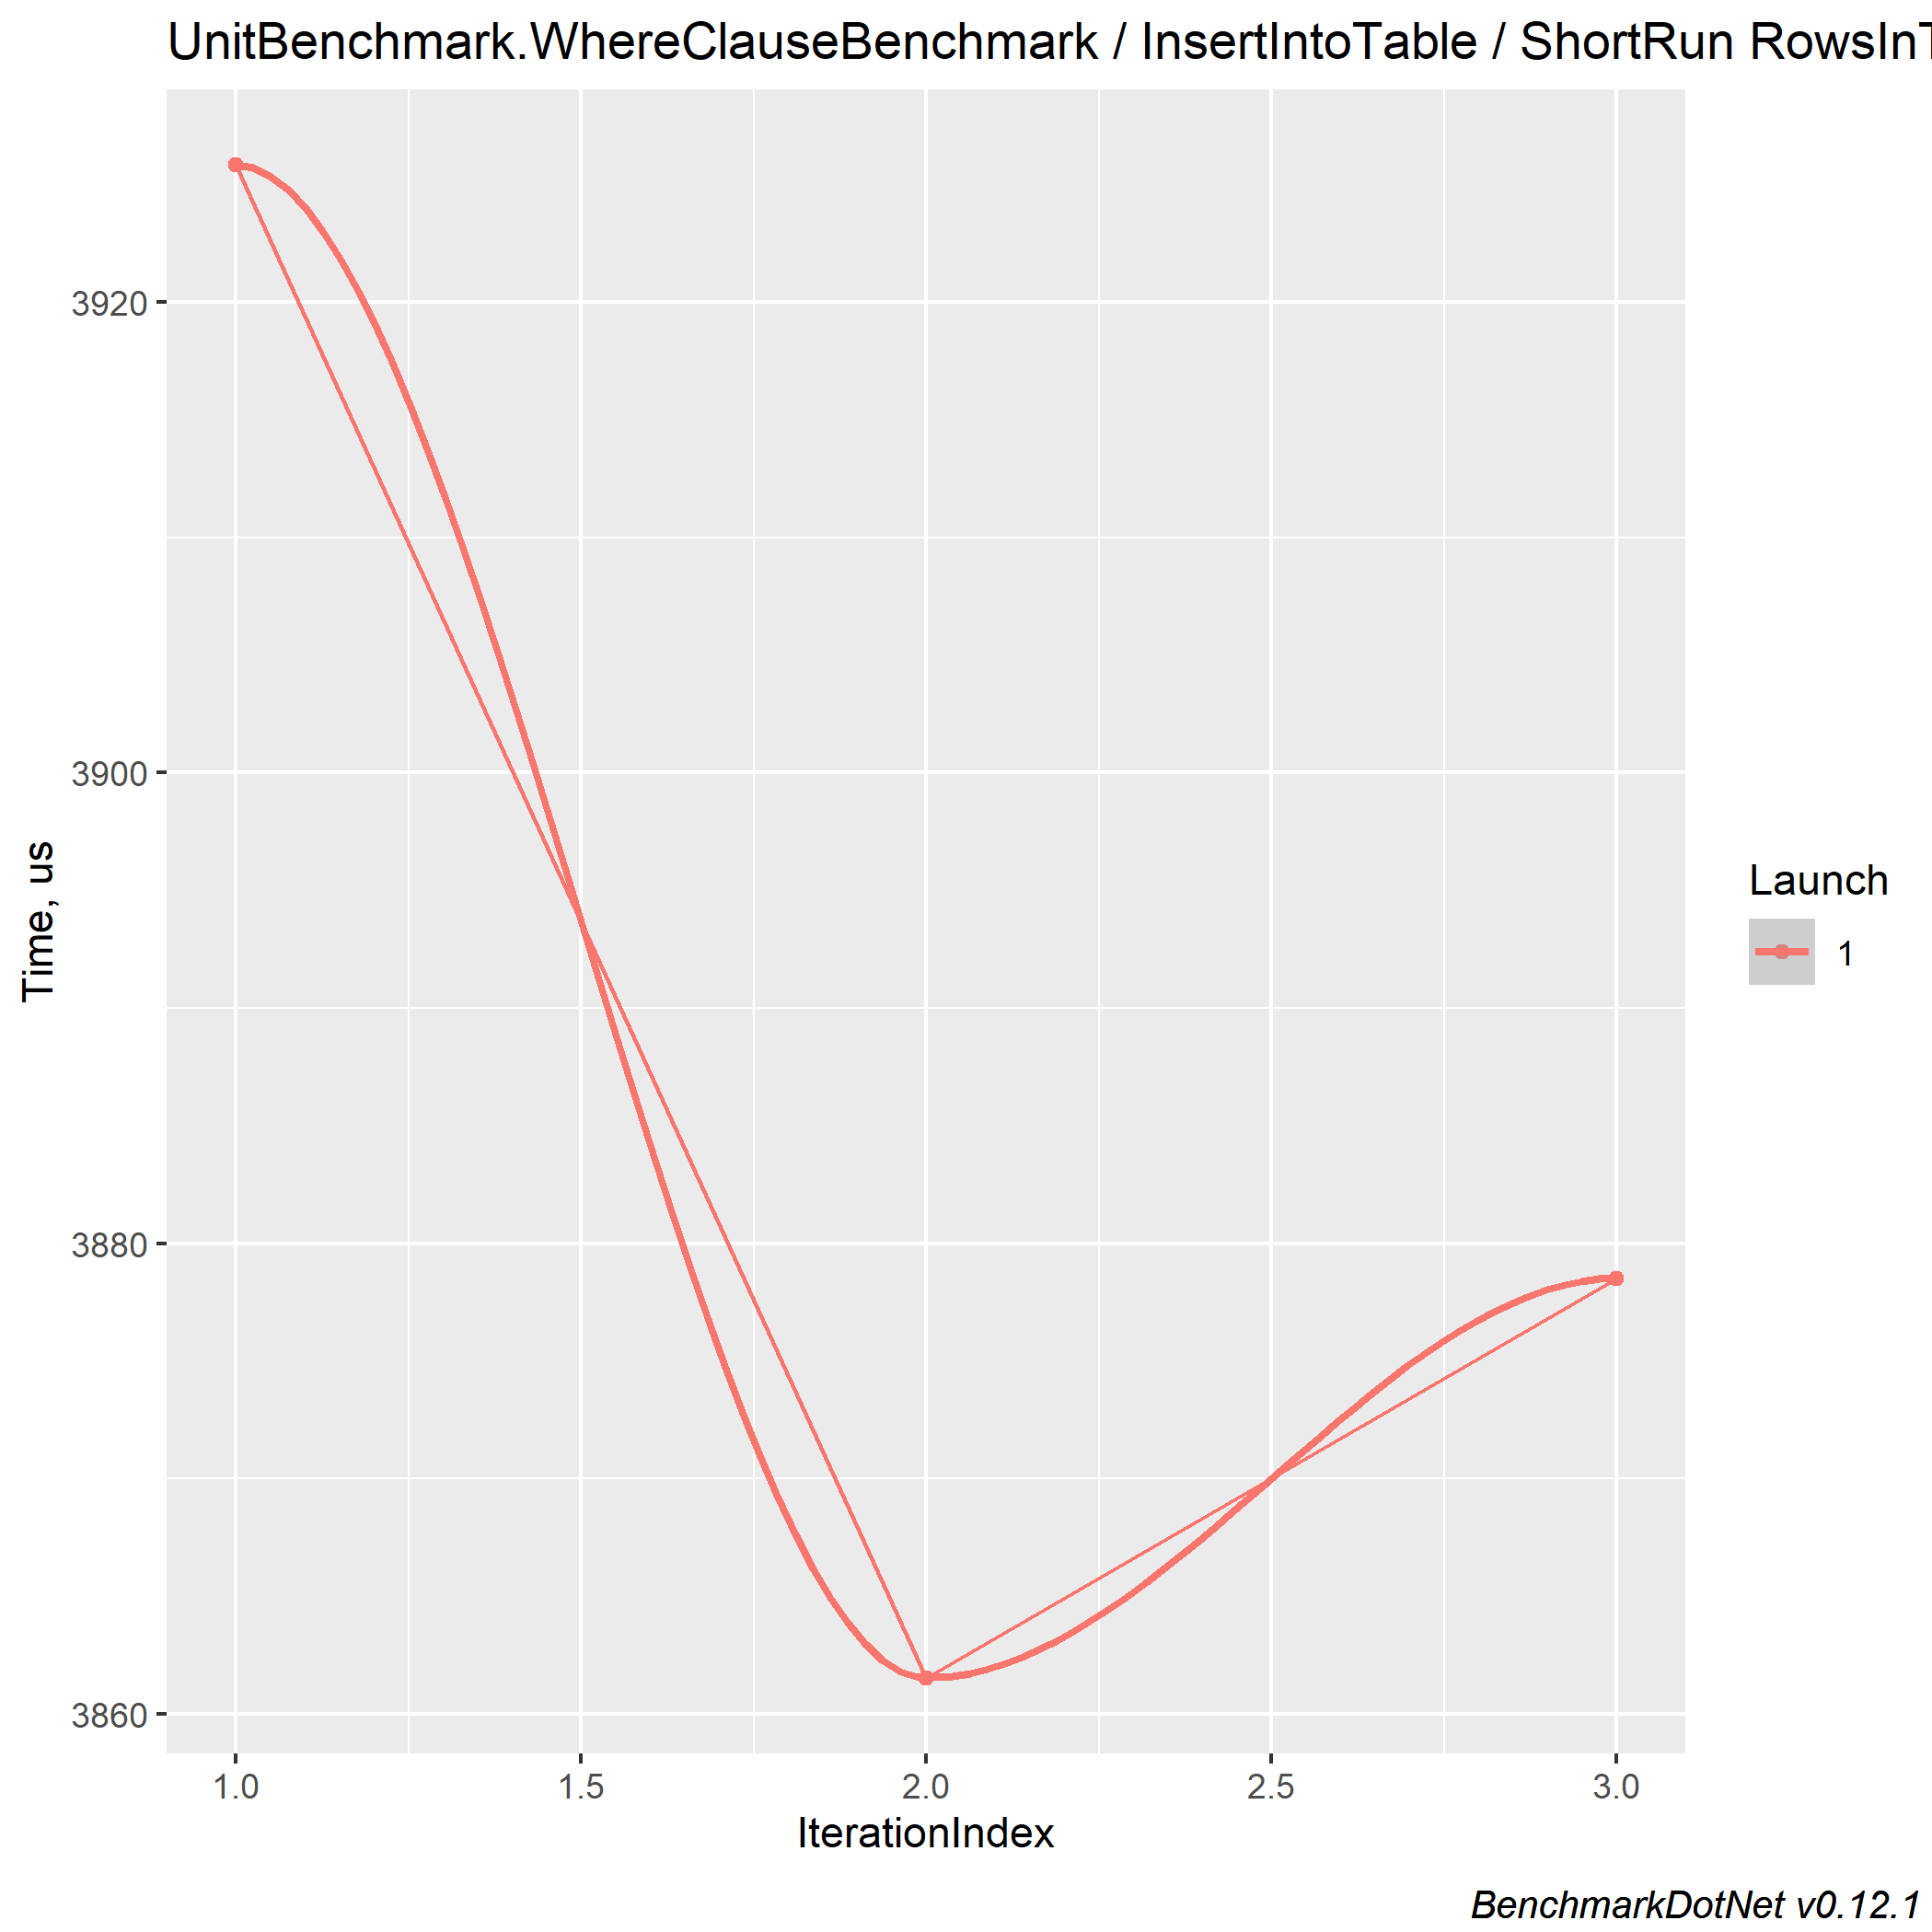 UnitBenchmark.WhereClauseBenchmark / InsertIntoTable / ShortRun RowsInT
3920
3900
3880
3860
Time, us
1.0 1.5 2.0 2.5 3.0
IterationIndex
Launch
1
BenchmarkDotNet v0.12.1